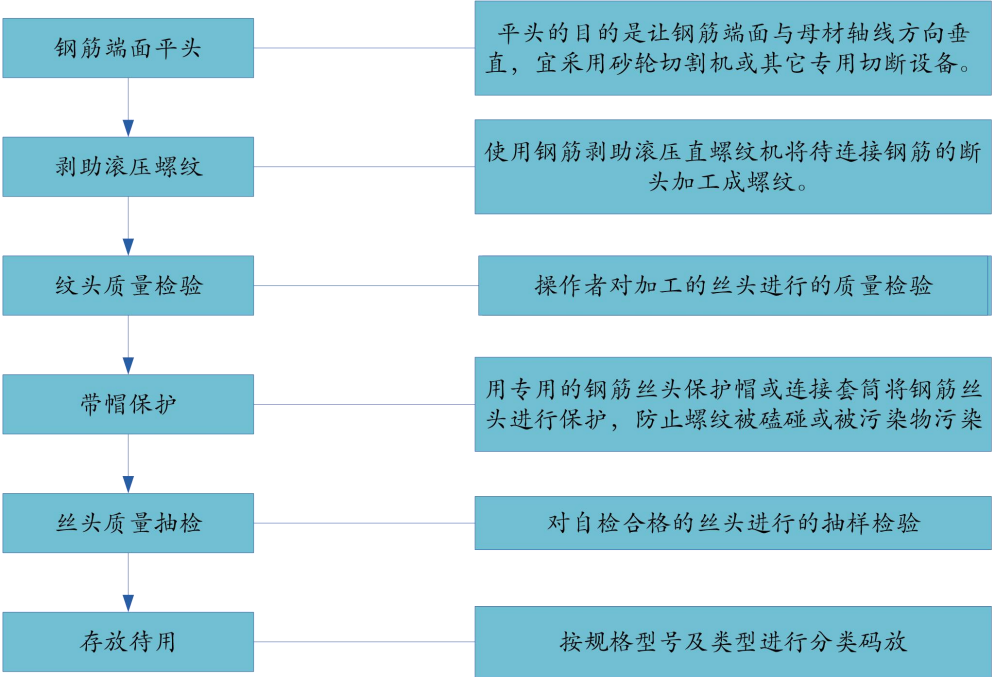 钢筋端面平头
平头的目的是让钢筋端面与母材轴线方向垂
直，宜采用砂轮切割机或其它专用切断设备。
剥助滚压螺纹
使用钢筋剥助滚压直螺纹机将待连接钢筋的断
头加工成螺纹。
纹头质量检验
操作者对加工的丝头进行的质量检验
带帽保护
用专用的钢筋丝头保护帽或连接套筒将钢筋丝
头进行保护，防止螺纹被磕碰或被污染物污染
丝头质量抽检
对自检合格的丝头进行的抽样检验
存放待用
按规格型号及类型进行分类码放